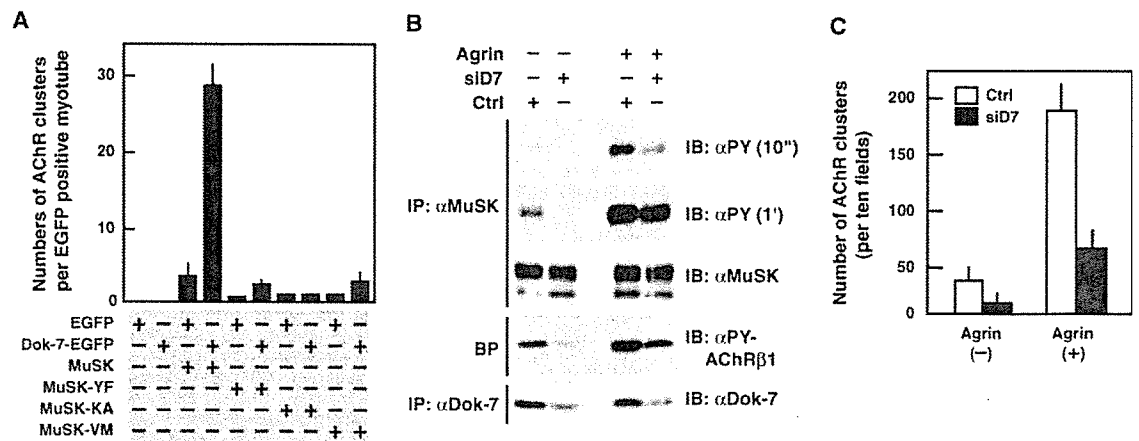 A
Numbers of AChR clusters
per EGFP positive myotube
30
20
10
0
EGFP + − + − + − + − + −
Dok-7-EGFP − + − + − + − + − +
MuSK − − + + − − − − − −
MuSK-YF − − − − + + − − − −
MuSK-KA − − − − − − + + − −
MuSK-VM − − − − − − − − + +
B
Agrin − − + +
siD7 − + − +
Ctrl + − + −
IP: αMuSK
IB: αPY (10")
IB: αPY (1')
IB: αMuSK
BP
IB: αPY-
AChRβ1
IP: αDok-7
IB: αDok-7
C
Number of AChR clusters
(per ten fields)
200
150
100
50
0
Ctrl
siD7
Agrin
(−)
Agrin
(+)